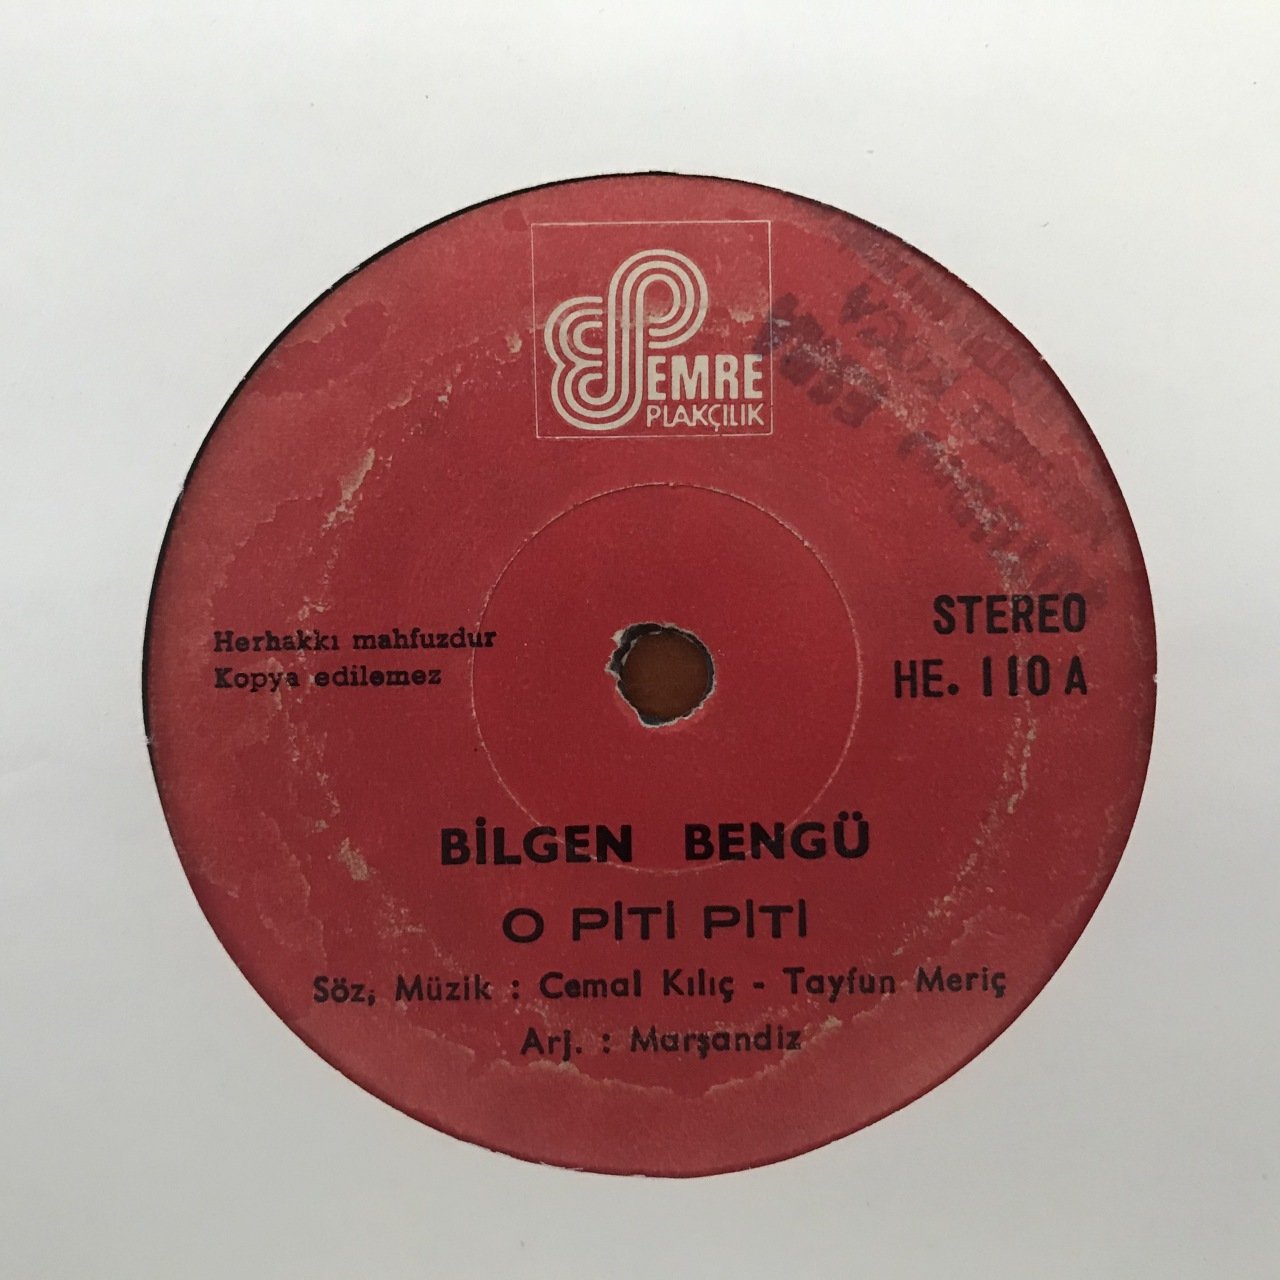 EMRE
PLAKÇILIK
STEREO
HE. 110 A
Herhakkı mahfuzdur
Kopya edilemez
BİLGEN BENGÜ
O PİTİ PİTİ
Söz, Müzik : Cemal Kılıç - Tayfun Meriç
Arj. : Marşandiz